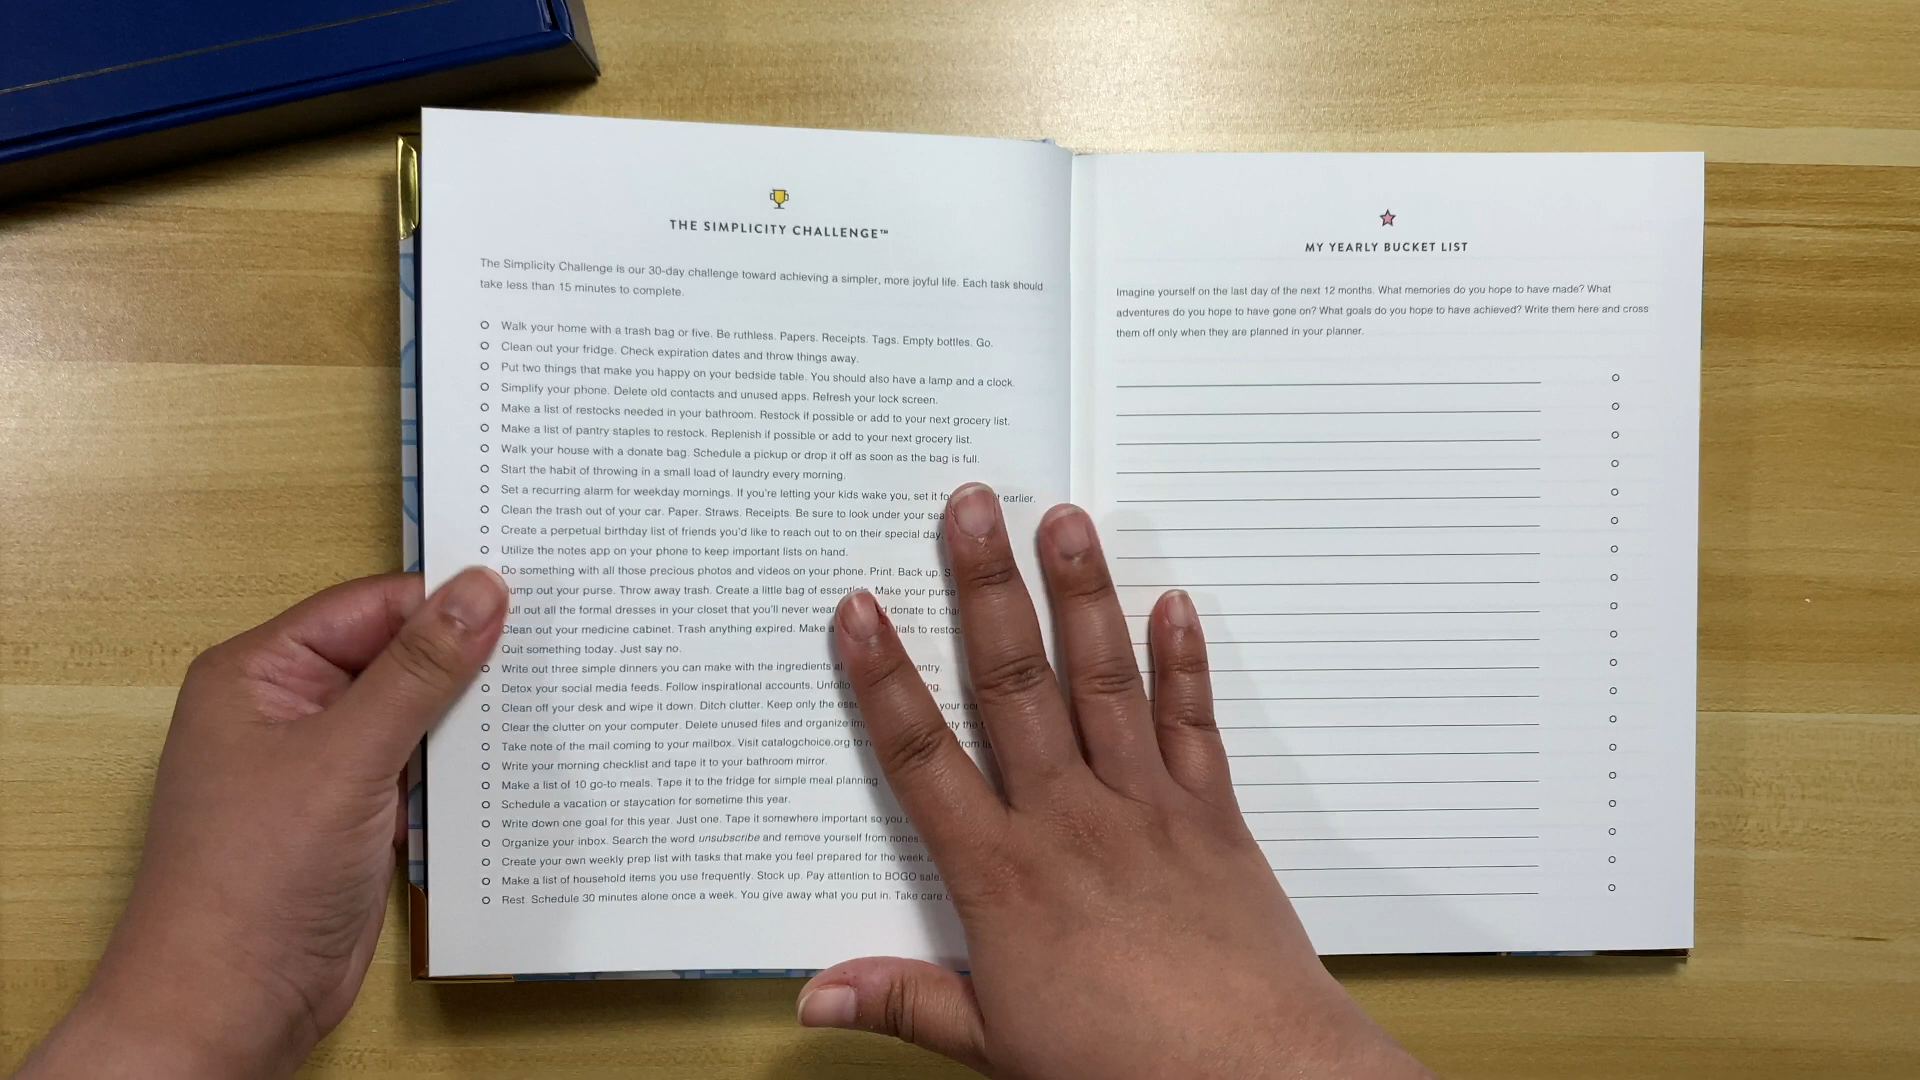 THE SIMPLICITY CHALLENGE™
The Simplicity Challenge is our 30-day challenge toward achieving a simpler, more joyful life. Each task should
take less than 15 minutes to complete.
Walk your home with a trash bag or five. Be ruthless. Papers. Receipts. Tags. Empty bottles. Go.
Clean out your fridge. Check expiration dates and throw things away.
Put two things that make you happy on your bedside table. You should also have a lamp and a clock.
Simplify your phone. Delete old contacts and unused apps. Refresh your lock screen.
Make a list of restocks needed in your bathroom. Restock if possible or add to your next grocery list.
Make a list of pantry staples to restock. Replenish if possible or add to your next grocery list.
Walk your house with a donate bag. Schedule a pickup or drop it off as soon as the bag is full.
Start the habit of throwing in a small load of laundry every morning.
Set a recurring alarm for weekday mornings. If you're letting your kids wake you, set it earlier.
Clean the trash out of your car. Paper. Straws. Receipts. Be sure to look under your
Create a perpetual birthday list of friends you'd like to reach out to on their special day.
Utilize the notes app on your phone to keep important lists on hand.
Do something with all those precious photos and videos on your phone. Print. Back up.
out your purse. Throw away trash. Create a little bag of Make your purse
out all the formal dresses in your closet that you'll never donate to
Clean out your medicine cabinet. Trash anything expired. Make
Quit something today. Just say no.
Write out three simple dinners you can make with the ingredients
Detox your social media feeds. Follow inspirational accounts.
Clean off your desk and wipe it down. Ditch clutter. Keep only the your
Clear the clutter on your computer. Delete unused files and organize the
Take note of the mail coming to your mailbox. Visit catalogchoice.org to from
Write your morning checklist and tape it to your bathroom mirror.
Make a list of 10 go-to meals. Tape it to the fridge for simple meal planning
Schedule a vacation or staycation for sometime this year.
Write down one goal for this year. Just one. Tape it somewhere important so you
Organize your inbox. Search the word unsubscribe and remove yourself from
Create your own weekly prep list with tasks that make you feel prepared for the week
Make a list of household items you use frequently. Stock up. Pay attention to BOGO
Rest. Schedule 30 minutes alone once a week. You give away what you put in. Take care
MY YEARLY BUCKET LIST
Imagine yourself on the last day of the next 12 months. What memories do you hope to have made? What
adventures do you hope to have gone on? What goals do you hope to have achieved? Write them here and cross
them off only when they are planned in your planner.